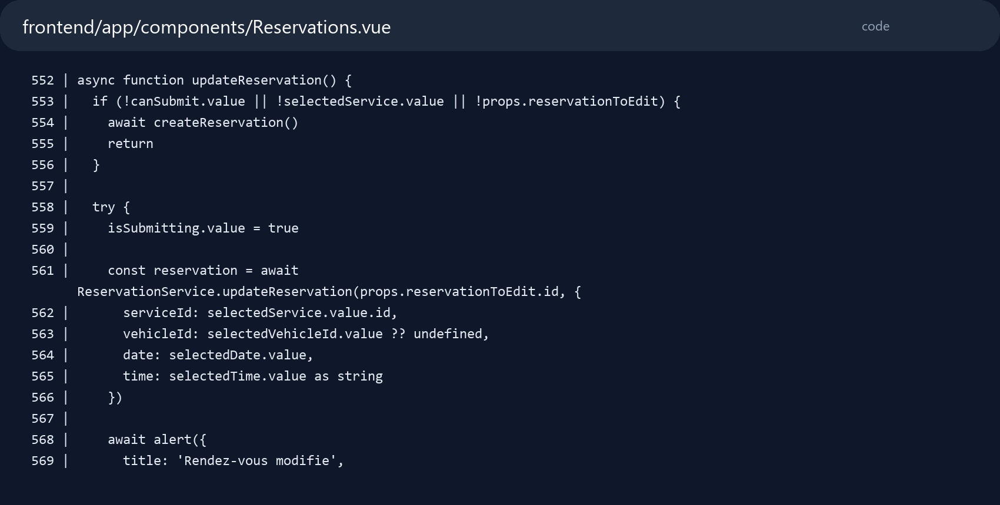 frontend/app/components/Reservations.vue
code
552 | async function updateReservation() {
553 |   if (!canSubmit.value || !selectedService.value || !props.reservationToEdit) {
554 |     await createReservation()
555 |     return
556 |   }
557 |
558 |   try {
559 |     isSubmitting.value = true
560 |
561 |     const reservation = await
      ReservationService.updateReservation(props.reservationToEdit.id, {
562 |       serviceId: selectedService.value.id,
563 |       vehicleId: selectedVehicleId.value ?? undefined,
564 |       date: selectedDate.value,
565 |       time: selectedTime.value as string
566 |     })
567 |
568 |     await alert({
569 |       title: 'Rendez-vous modifie',